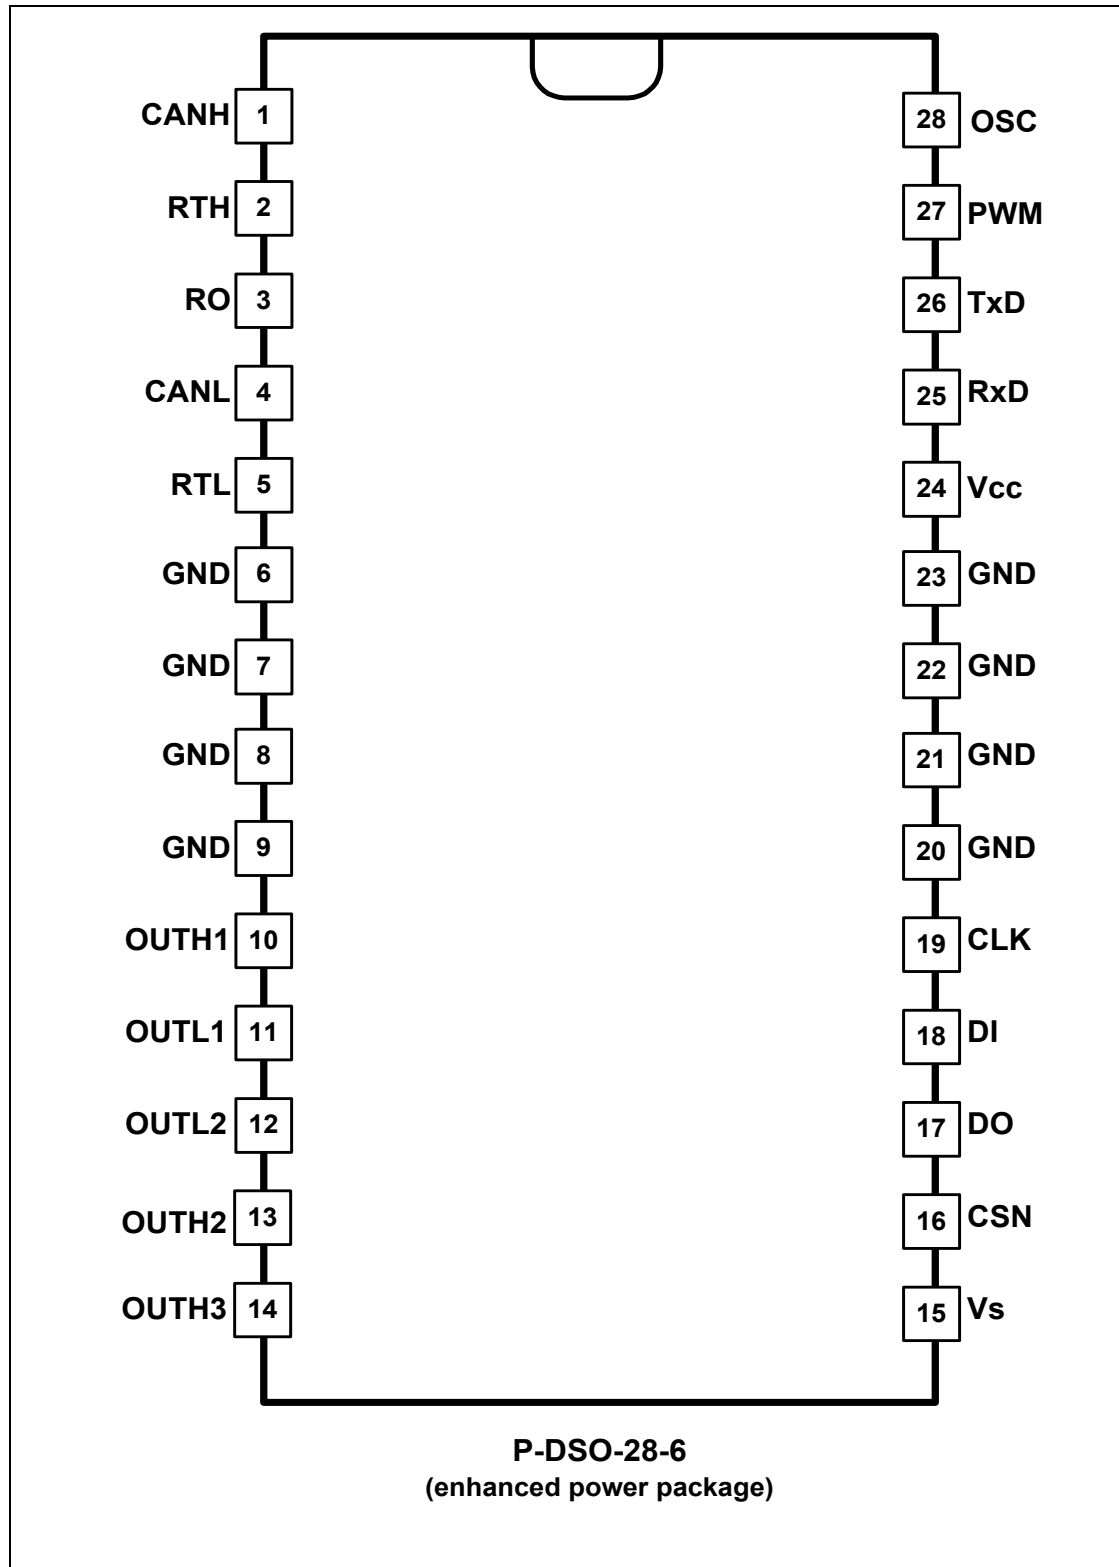 CANH 1 28 OSC
RTH 2 27 PWM
RO 3 26 TxD
CANL 4 25 RxD
RTL 5 24 Vcc
GND 6 23 GND
GND 7 22 GND
GND 8 21 GND
GND 9 20 GND
OUTH1 10 19 CLK
OUTL1 11 18 DI
OUTL2 12 17 DO
OUTH2 13 16 CSN
OUTH3 14 15 Vs
P-DSO-28-6
(enhanced power package)